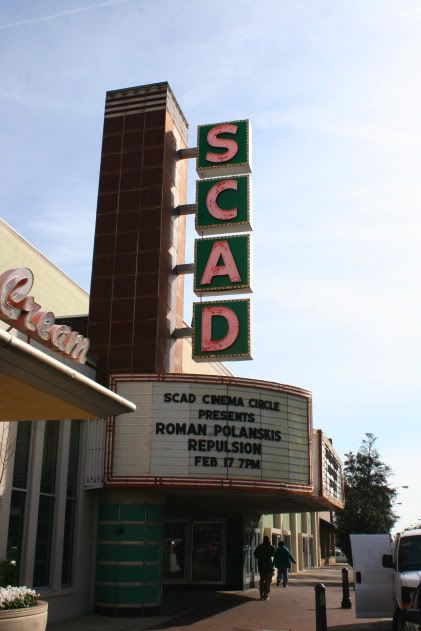 SCAD
Cream
SCAD CINEMA CIRCLE
PRESENTS
ROMAN POLANSKIS
REPULSION
FEB 17 7PM